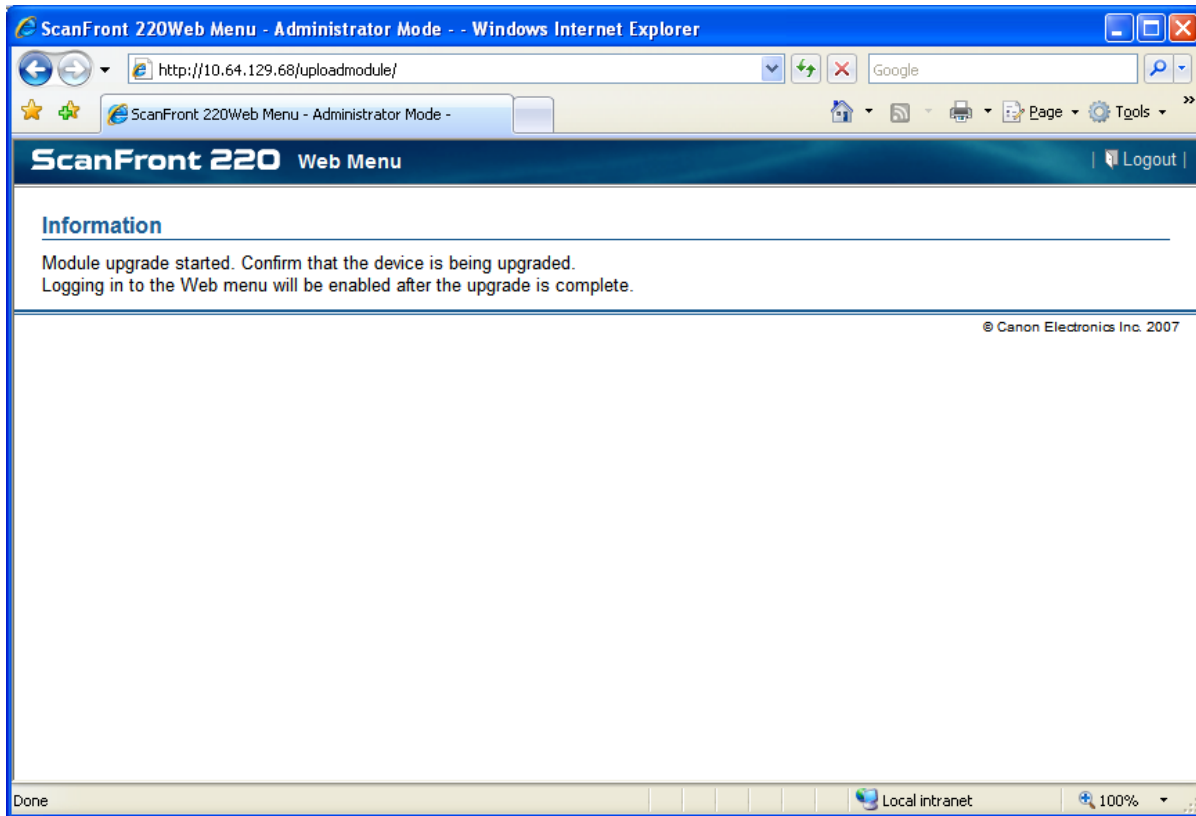 ScanFront 220Web Menu - Administrator Mode - - Windows Internet Explorer
http://10.64.129.68/uploadmodule/
Google
ScanFront 220Web Menu - Administrator Mode -
Page
Tools
»
ScanFront 220 Web Menu
| Logout |
Information
Module upgrade started. Confirm that the device is being upgraded.
Logging in to the Web menu will be enabled after the upgrade is complete.
© Canon Electronics Inc. 2007
Done
Local intranet
100%